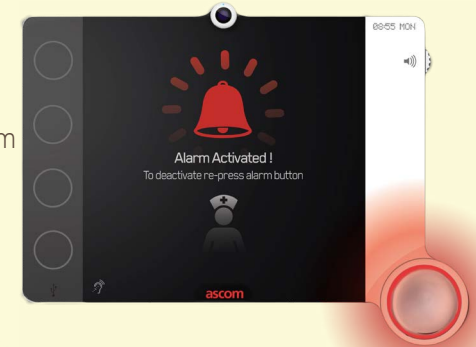 08:55 MON
m
Alarm Activated !
To deactivate re-press alarm button
ascom